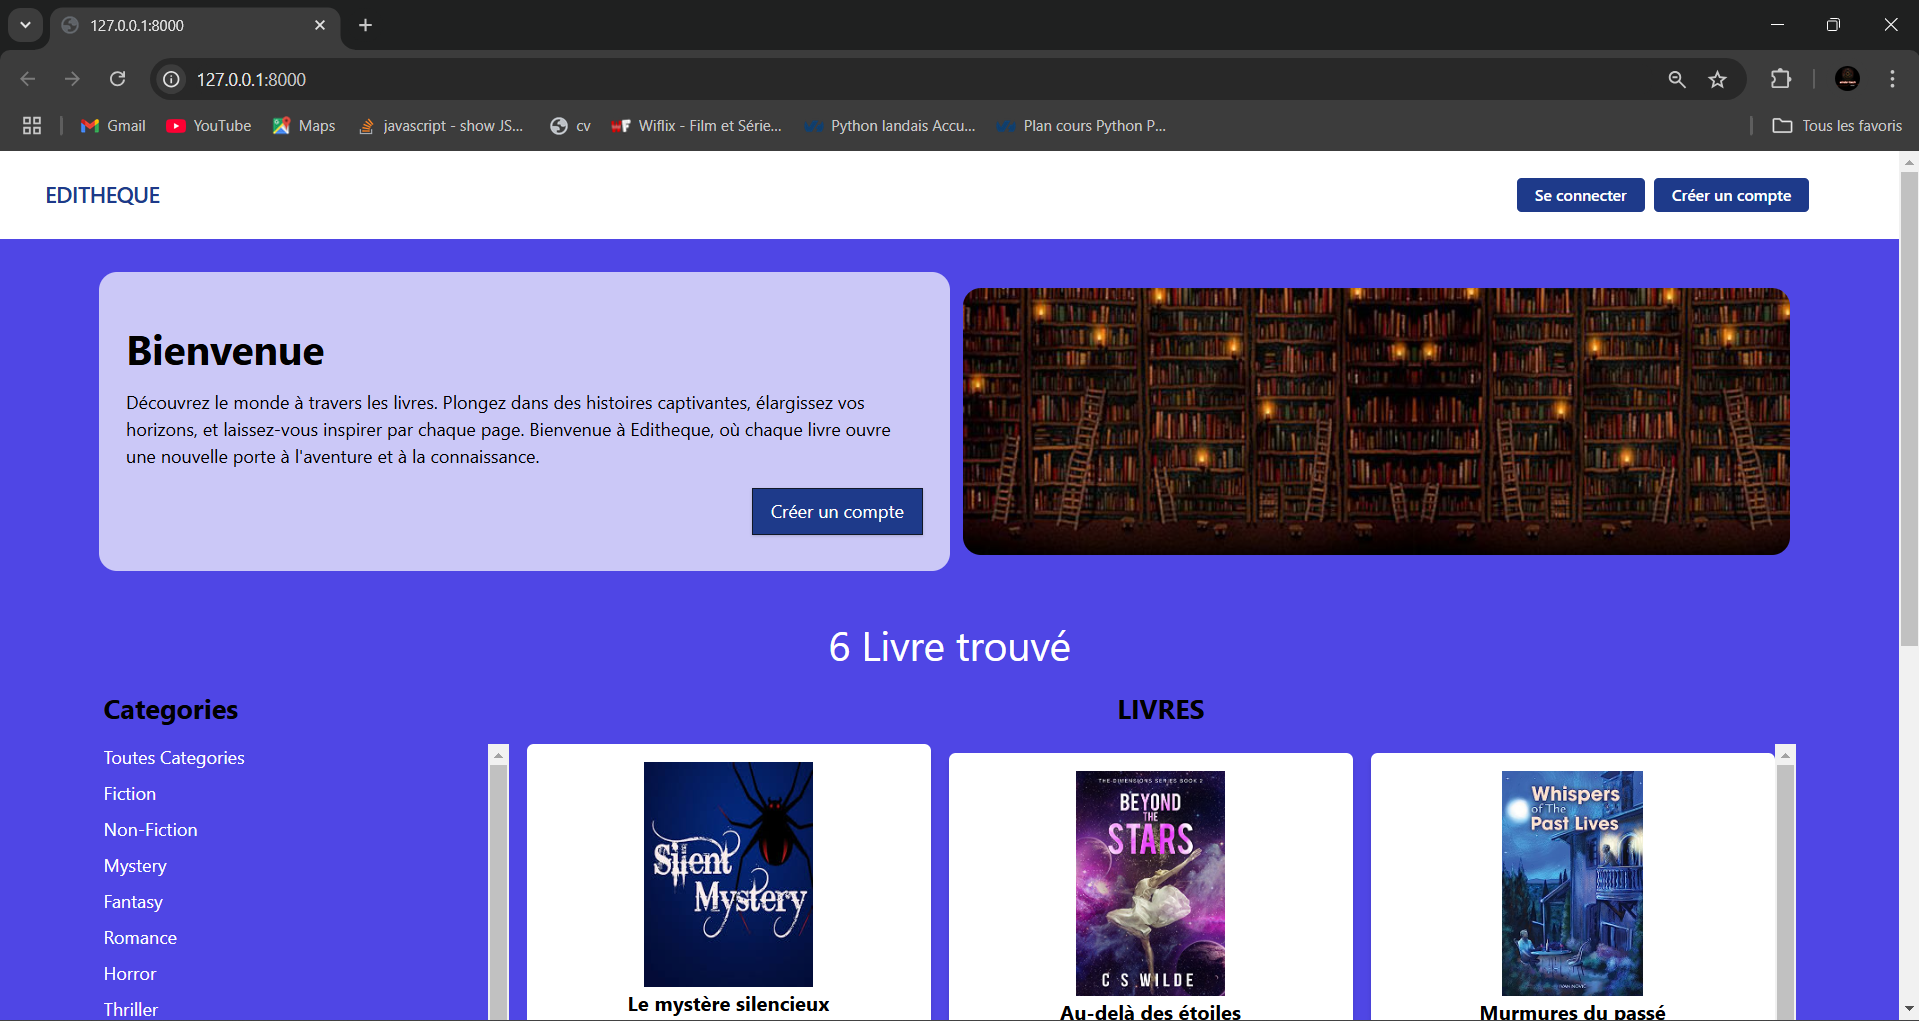 127.0.0.1:8000
127.0.0.1:8000
Gmail YouTube Maps javascript - show JS... cv Wiflix - Film et Série... Python landais Accu... Plan cours Python P... Tous les favoris
EDITHEQUE Se connecter Créer un compte
Bienvenue
Découvrez le monde à travers les livres. Plongez dans des histoires captivantes, élargissez vos
horizons, et laissez-vous inspirer par chaque page. Bienvenue à Editheque, où chaque livre ouvre
une nouvelle porte à l'aventure et à la connaissance.
Créer un compte
6 Livre trouvé
Categories
Toutes Categories
Fiction
Non-Fiction
Mystery
Fantasy
Romance
Horror
Thriller
LIVRES
Silent
Mystery
Le mystère silencieux
THE DIMENSIONS SERIES BOOK 2
BEYOND
THE
STARS
C S WILDE
Au-delà des étoiles
Whispers
of The
Past Lives
Murmures du passé